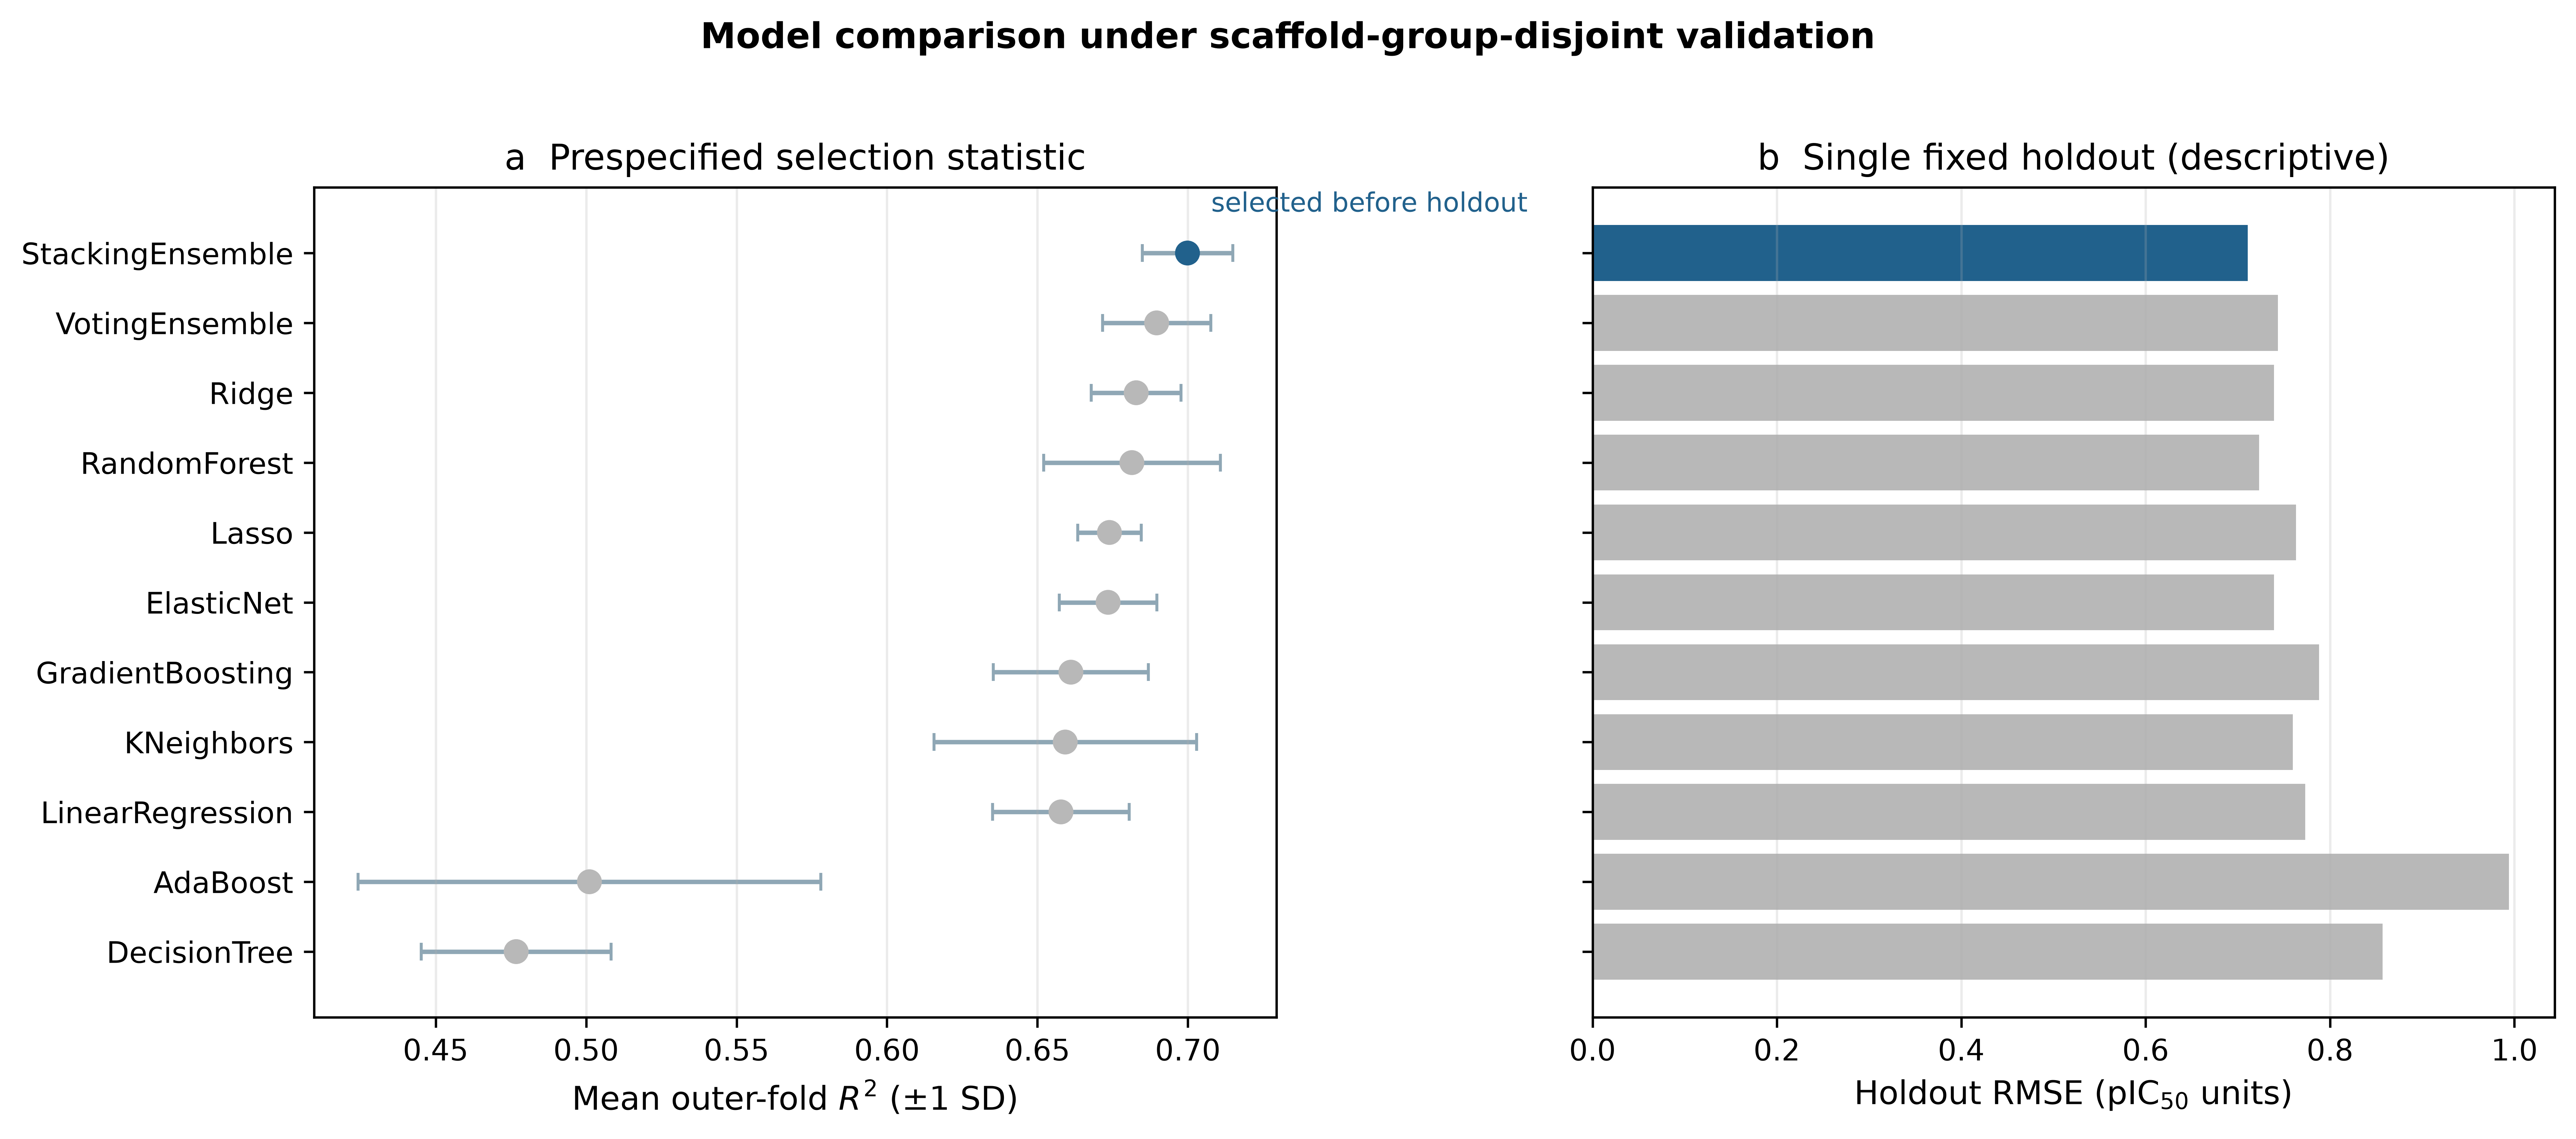 Model comparison under scaffold-group-disjoint validation
a  Prespecified selection statistic
selected before holdout
StackingEnsemble
VotingEnsemble
Ridge
RandomForest
Lasso
ElasticNet
GradientBoosting
KNeighbors
LinearRegression
AdaBoost
DecisionTree
0.45 0.50 0.55 0.60 0.65 0.70
Mean outer-fold R² (±1 SD)
b  Single fixed holdout (descriptive)
0.0 0.2 0.4 0.6 0.8 1.0
Holdout RMSE (pIC₅₀ units)